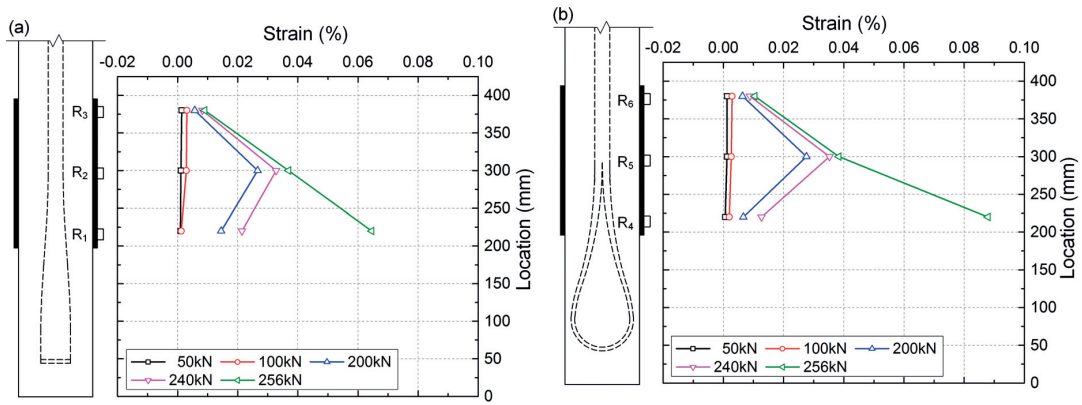 (a)
Strain (%)
-0.02 0.00 0.02 0.04 0.06 0.08 0.10
R3
R2
R1
400
350
300
250
200
150
100
50
0
Location (mm)
50kN 100kN 200kN
240kN 256kN
(b)
Strain (%)
-0.02 0.00 0.02 0.04 0.06 0.08 0.10
R6
R5
R4
400
350
300
250
200
150
100
50
0
Location (mm)
50kN 100kN 200kN
240kN 256kN